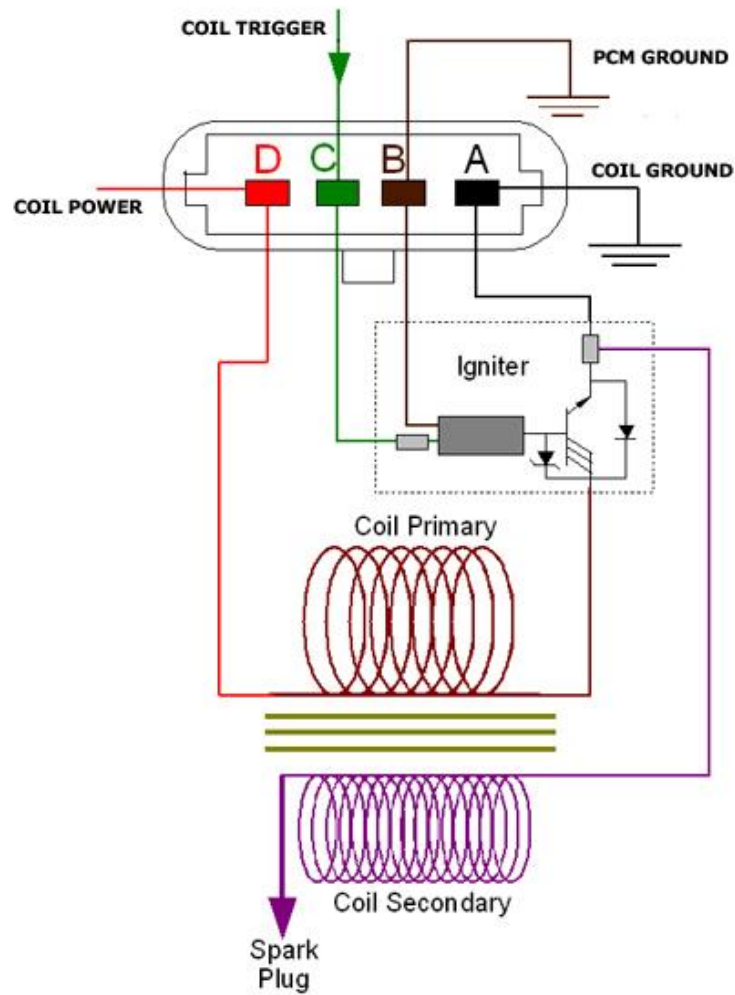 COIL TRIGGER
PCM GROUND
D C B A
COIL GROUND
COIL POWER
Igniter
Coil Primary
Coil Secondary
Spark
Plug